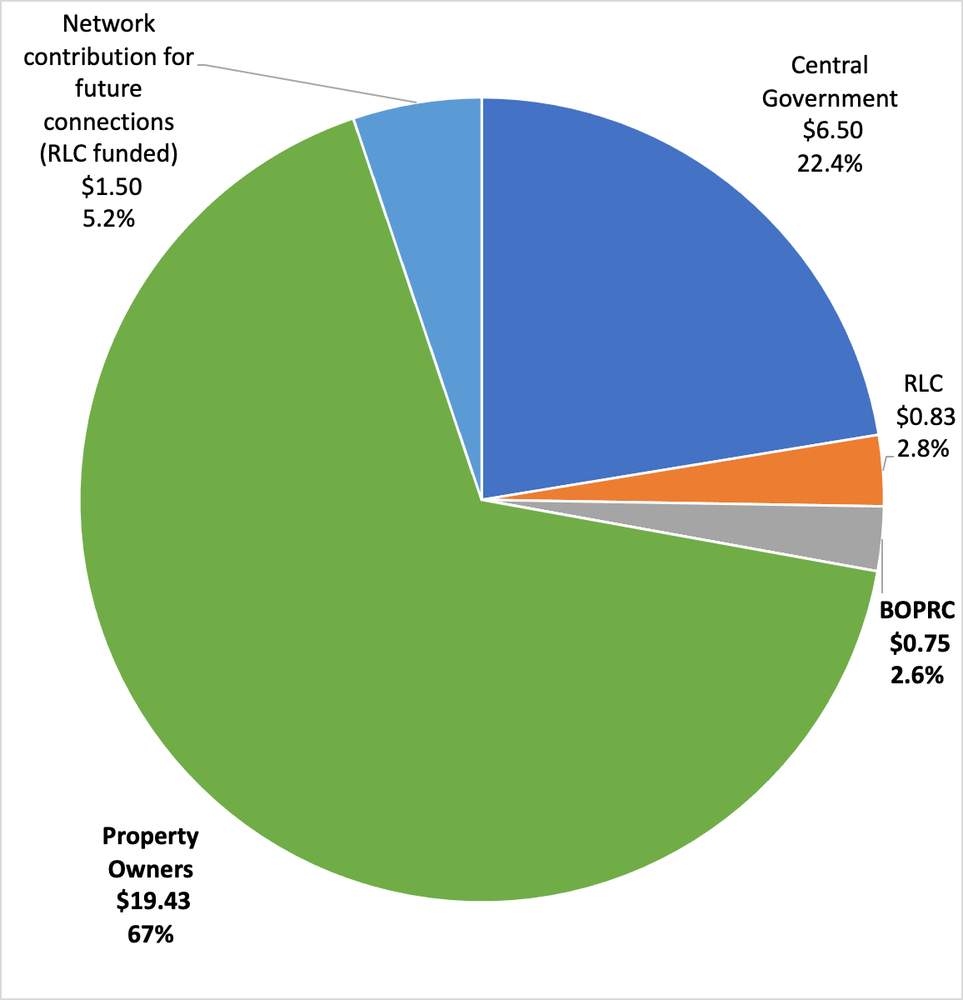 Network
contribution for
future
connections
(RLC funded)
$1.50
5.2%
Central
Government
$6.50
22.4%
RLC
$0.83
2.8%
BOPRC
$0.75
2.6%
Property
Owners
$19.43
67%